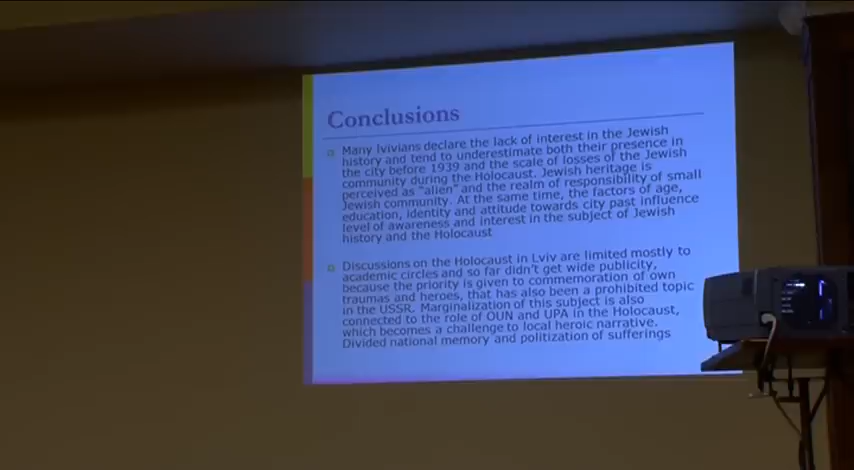 Conclusions
Many lvivians declare the lack of interest in the Jewish
history and tend to underestimate both their presence in
the city before 1939 and the scale of losses of the Jewish
community during the Holocaust. Jewish heritage is
perceived as "alien" and the realm of responsibility of small
Jewish community. At the same time, the factors of age,
education, identity and attitude towards city past influence
level of awareness and interest in the subject of Jewish
history and the Holocaust
Discussions on the Holocaust in Lviv are limited mostly to
academic circles and so far didn't get wide publicity,
because the priority is given to commemoration of own
traumas and heroes, that has also been a prohibited topic
in the USSR. Marginalization of this subject is also
connected to the role of OUN and UPA in the Holocaust,
which becomes a challenge to local heroic narrative.
Divided national memory and politization of sufferings